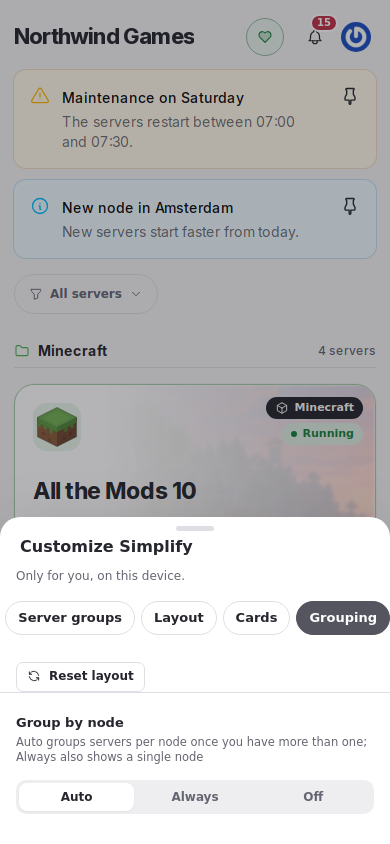 Northwind Games
15
Maintenance on Saturday
The servers restart between 07:00
and 07:30.
New node in Amsterdam
New servers start faster from today.
All servers
Minecraft
4 servers
Minecraft
Running
All the Mods 10
Customize Simplify
Only for you, on this device.
Server groups
Layout
Cards
Grouping
Reset layout
Group by node
Auto groups servers per node once you have more than one;
Always also shows a single node
Auto
Always
Off